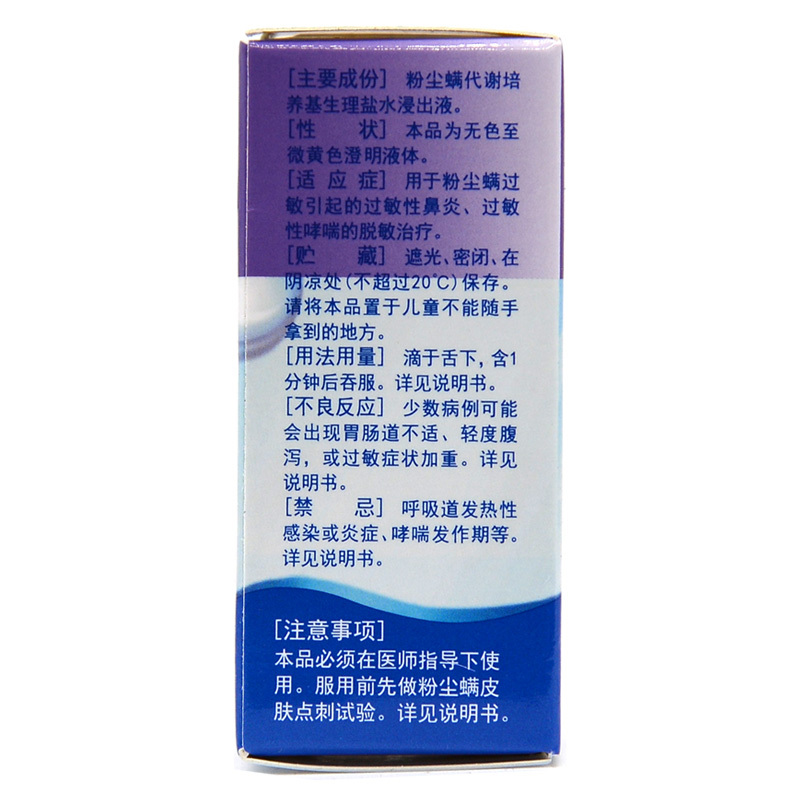 [主要成份] 粉尘螨代谢培
养基生理盐水浸出液。
[性 状] 本品为无色至
微黄色澄明液体。
[适应症] 用于粉尘螨过
敏引起的过敏性鼻炎、过敏
性哮喘的脱敏治疗。
[贮 藏] 遮光、密闭、在
阴凉处(不超过20℃)保存。
请将本品置于儿童不能随手
拿到的地方。
[用法用量] 滴于舌下,含1
分钟后吞服。详见说明书。
[不良反应] 少数病例可能
会出现胃肠道不适、轻度腹
泻，或过敏症状加重。详见
说明书。
[禁 忌] 呼吸道发热性
感染或炎症、哮喘发作期等。
详见说明书。
[注意事项]
本品必须在医师指导下使
用。服用前先做粉尘螨皮
肤点刺试验。详见说明书。